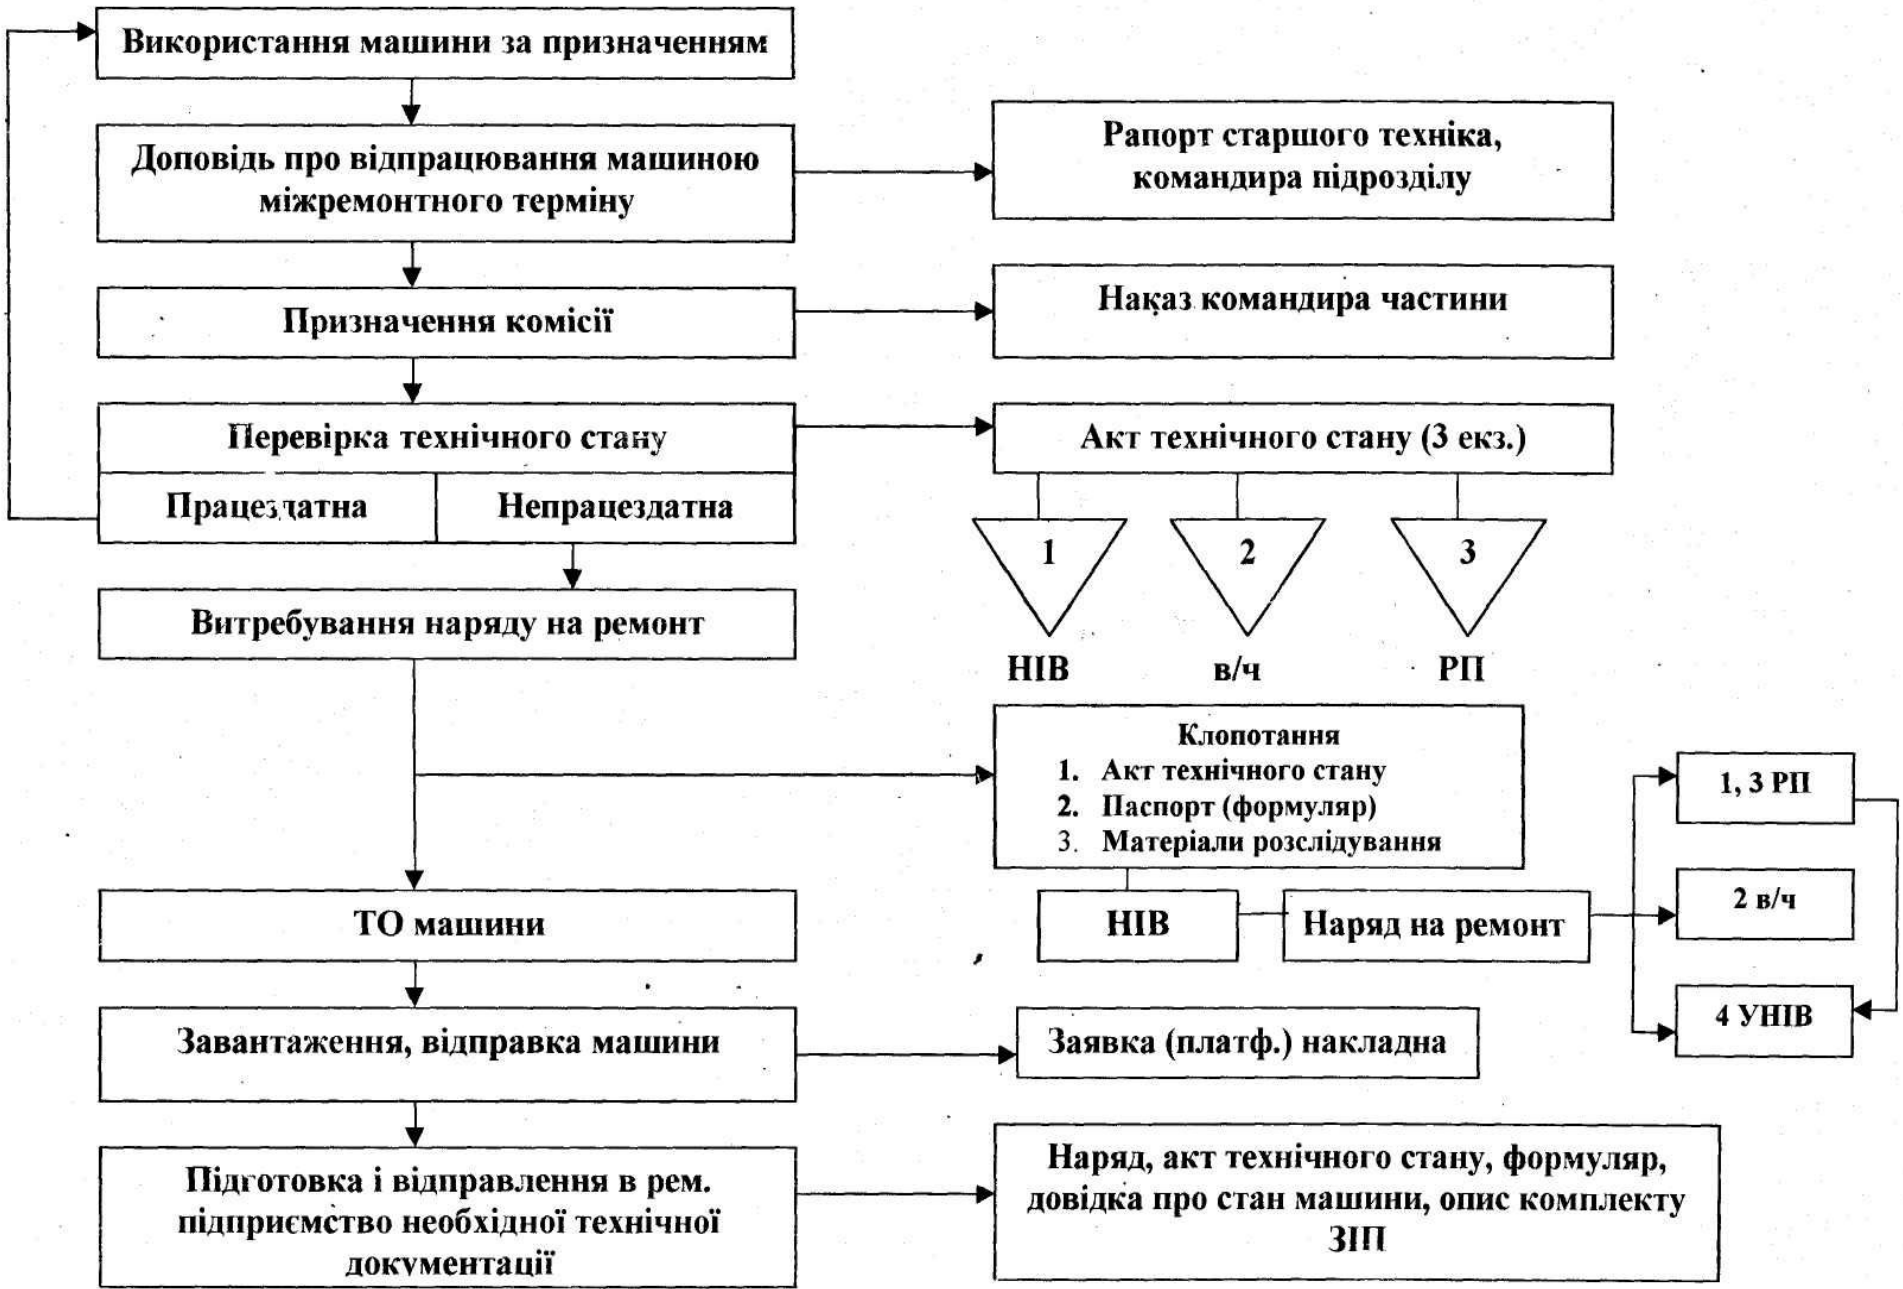 Використання машини за призначенням
Доповідь про відпрацювання машиною
міжремонтного терміну
Рапорт старшого техніка,
командира підрозділу
Призначення комісії
Наказ командира частини
Перевірка технічного стану
Працездатна
Непрацездатна
Акт технічного стану (3 екз.)
1
2
3
НІВ
в/ч
РП
Витребування наряду на ремонт
Клопотання
1. Акт технічного стану
2. Паспорт (формуляр)
3. Матеріали розслідування
НІВ
Наряд на ремонт
1, 3 РП
2 в/ч
4 УНІВ
ТО машини
Завантаження, відправка машини
Заявка (платф.) накладна
Підготовка і відправлення в рем.
підприємство необхідної технічної
документації
Наряд, акт технічного стану, формуляр,
довідка про стан машини, опис комплекту
ЗІП